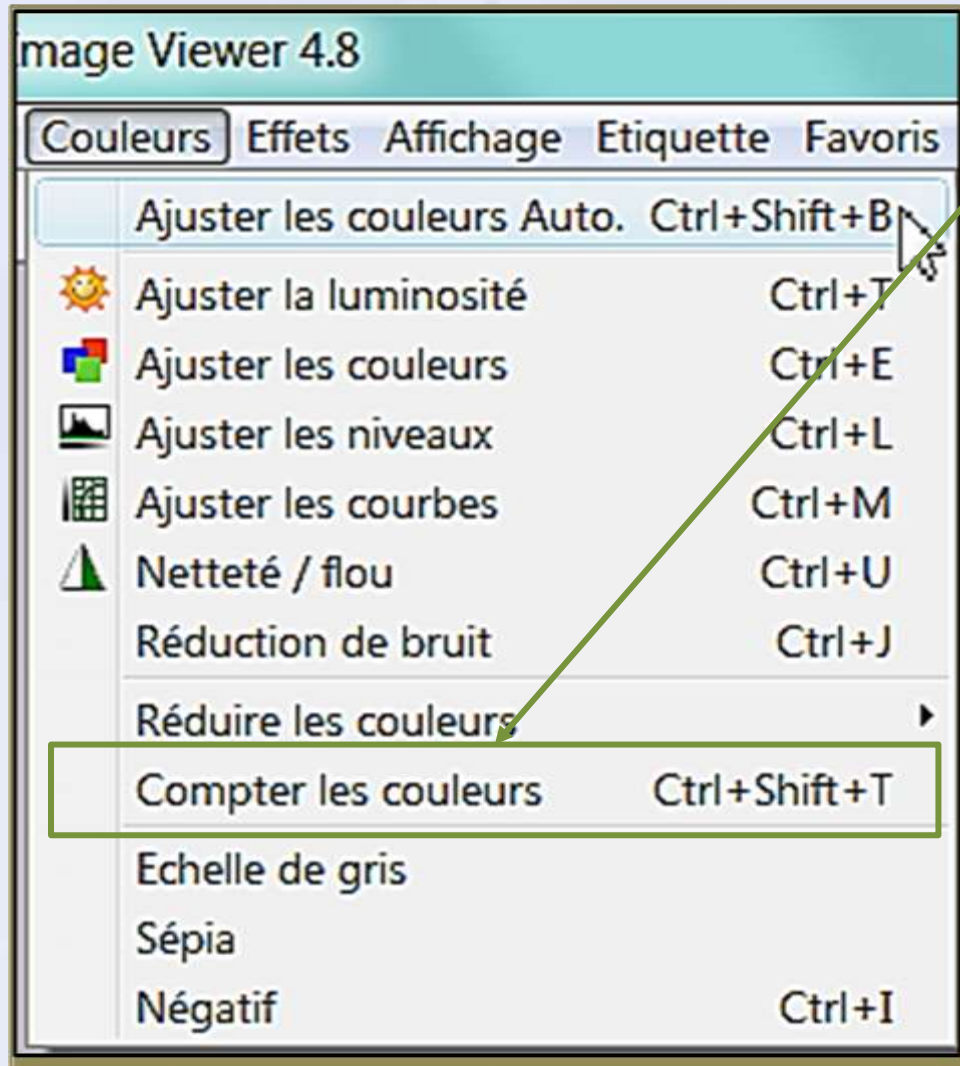 mage Viewer 4.8
Couleurs Effets Affichage Etiquette Favoris
Ajuster les couleurs Auto. Ctrl+Shift+B
Ajuster la luminosité Ctrl+T
Ajuster les couleurs Ctrl+E
Ajuster les niveaux Ctrl+L
Ajuster les courbes Ctrl+M
Netteté / flou Ctrl+U
Réduction de bruit Ctrl+J
Réduire les couleurs
Compter les couleurs Ctrl+Shift+T
Echelle de gris
Sépia
Négatif Ctrl+I